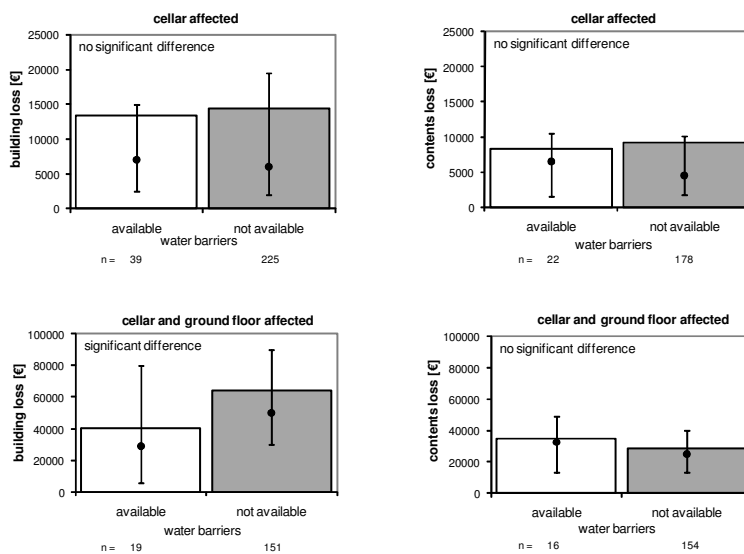 cellar affected
25000
no significant difference
20000
15000
10000
5000
0
building loss [€]
available not available
water barriers
n = 39 225
cellar affected
25000
no significant difference
20000
15000
10000
5000
0
contents loss [€]
available not available
water barriers
n = 22 178
cellar and ground floor affected
100000
significant difference
80000
60000
40000
20000
0
building loss [€]
available not available
water barriers
n = 19 151
cellar and ground floor affected
100000
no significant difference
80000
60000
40000
20000
0
contents loss [€]
available not available
water barriers
n = 16 154